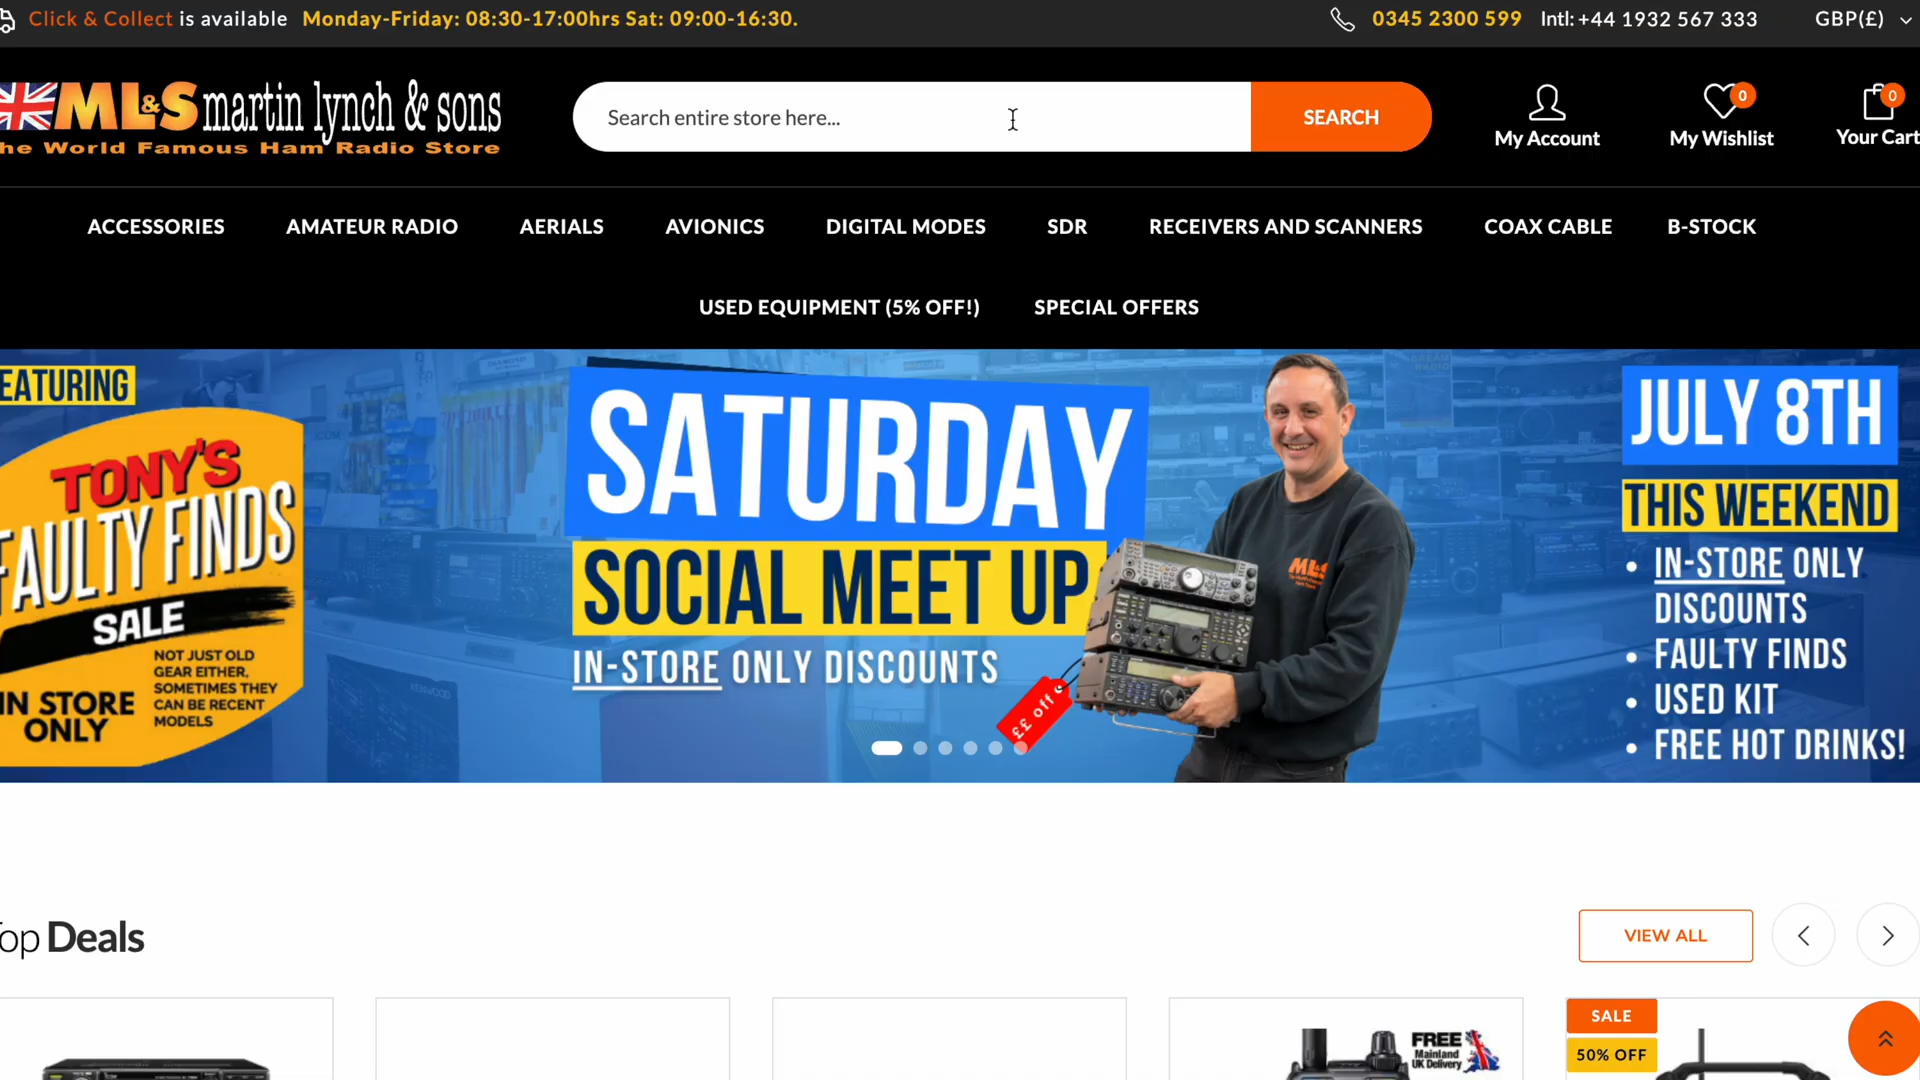 Click & Collect is available Monday-Friday: 08:30-17:00hrs Sat: 09:00-16:30.
0345 2300 599 Intl: +44 1932 567 333 GBP(£)
ML&S martin lynch & sons
he World Famous Ham Radio Store
Search entire store here...
SEARCH
0
0
My Account
My Wishlist
Your Cart
ACCESSORIES AMATEUR RADIO AERIALS AVIONICS DIGITAL MODES SDR RECEIVERS AND SCANNERS COAX CABLE B-STOCK
USED EQUIPMENT (5% OFF!) SPECIAL OFFERS
EATURING
TONY'S
FAULTY FINDS
SALE
IN STORE
ONLY
NOT JUST OLD
GEAR EITHER,
SOMETIMES THEY
CAN BE RECENT
MODELS
SATURDAY
SOCIAL MEET UP
IN-STORE ONLY DISCOUNTS
££ off
ML&S
JULY 8TH
THIS WEEKEND
• IN-STORE ONLY
DISCOUNTS
• FAULTY FINDS
• USED KIT
• FREE HOT DRINKS!
op Deals
VIEW ALL
FREE
Mainland
UK Delivery
SALE
50% OFF